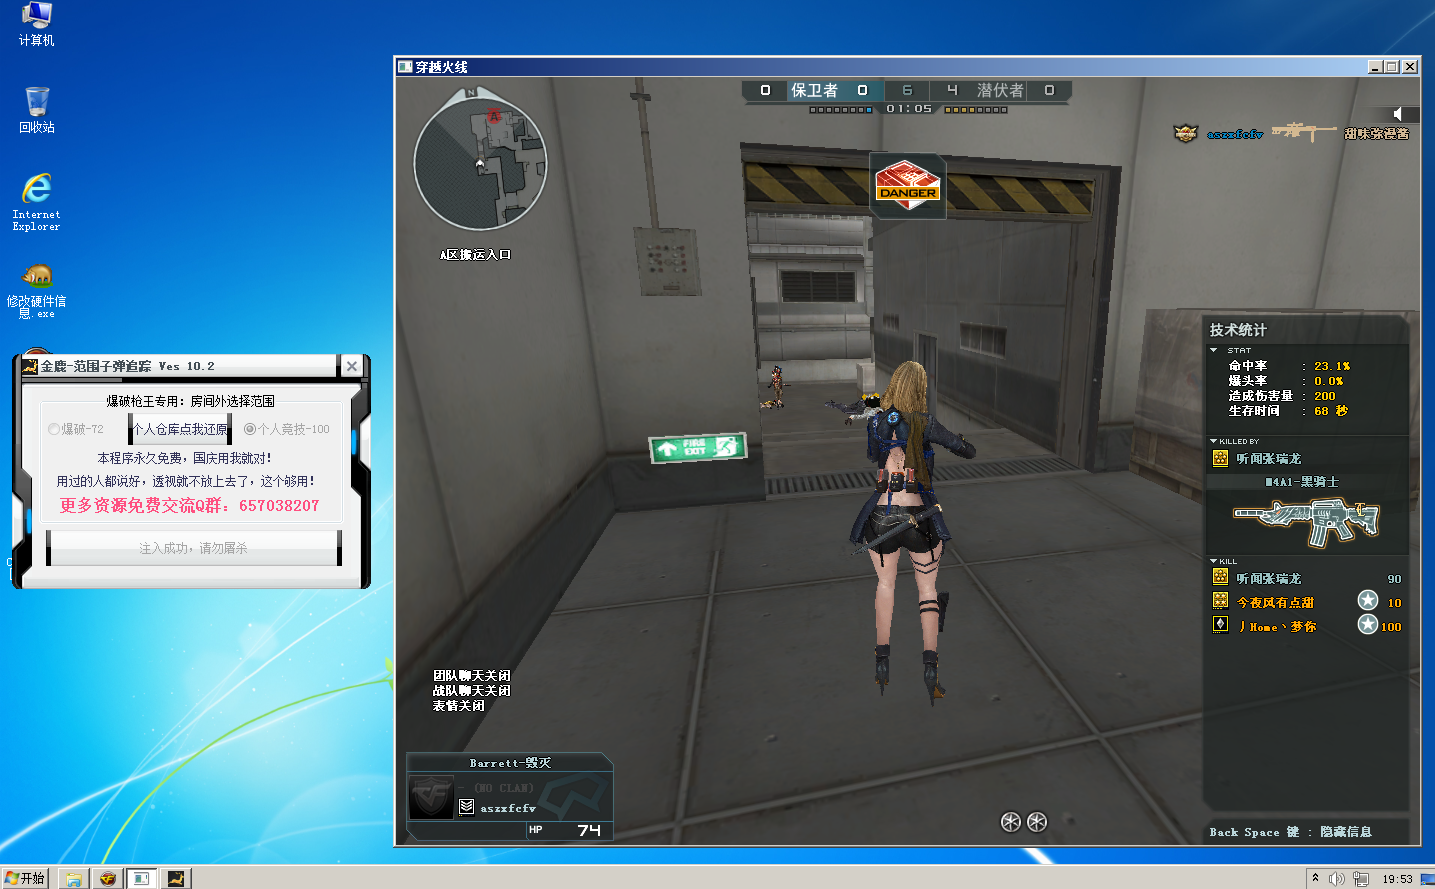 计算机
回收站
Internet
Explorer
修改硬件信
息.exe
金鹿-范围子弹追踪 Ves 10.2
爆破枪王专用：房间外选择范围
爆破-72
个人仓库点我还原
个人竞技-100
本程序永久免费，国庆用我就对！
用过的人都说好，透视就不放上去了，这个够用！
更多资源免费交流Q群：657038207
注入成功，请勿屠杀
穿越火线
0 保卫者 0 6 4 潜伏者 0
01:05
N
A
A区搬运入口
DANGER
aszxfcfv 甜味弥漫酱
FIRE
EXIT
技术统计
STAT
命中率 : 23.1%
爆头率 : 0.0%
造成伤害量 : 200
生存时间 : 68 秒
KILLED BY
听闻张瑞龙
M4A1-黑骑士
KILL
听闻张瑞龙 90
今夜风有点甜 10
丿Home丶梦你 100
Back Space 键 : 隐藏信息
团队聊天关闭
战队聊天关闭
表情关闭
Barrett-毁灭
- (NO CLAN)
aszxfcfv
HP 74
开始
19:53